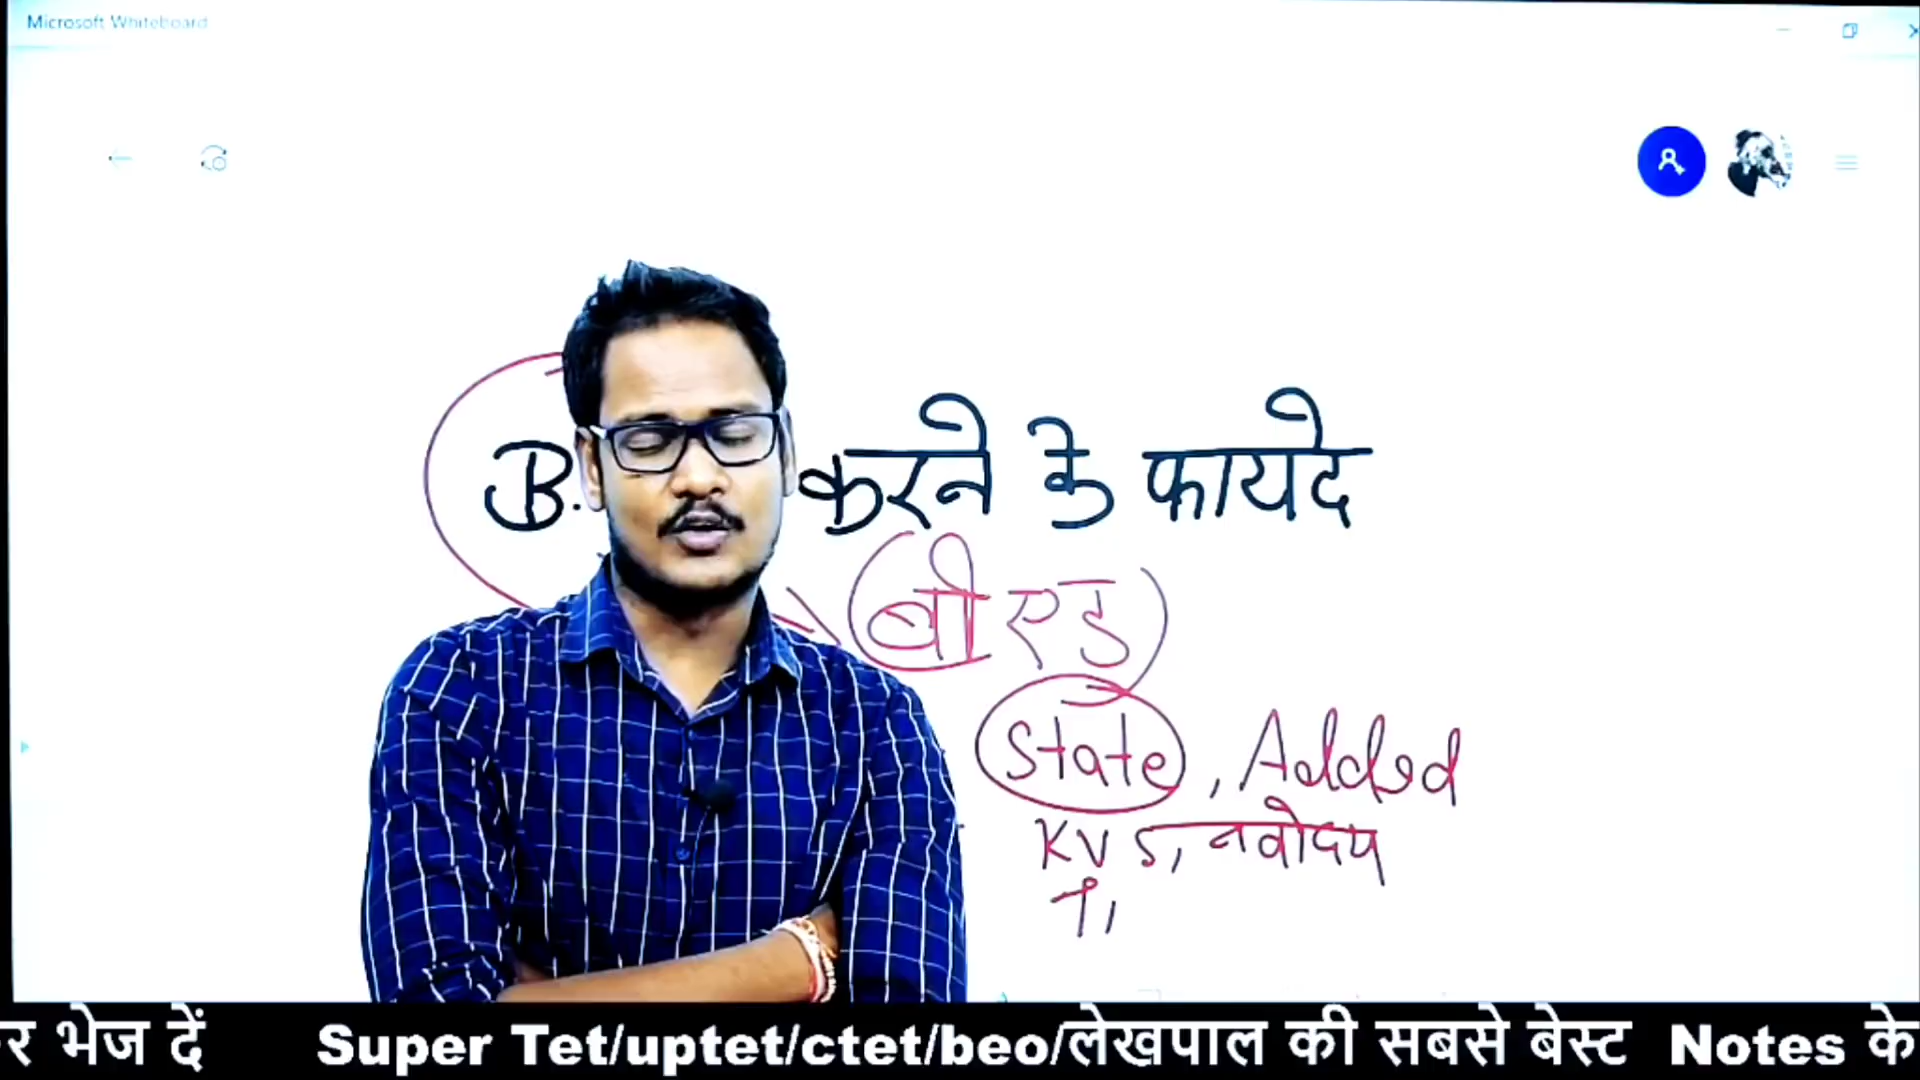 Microsoft Whiteboard
B. करने के फायदे
बीएड
State, Added
KVS, नवोदय
र भेज दें Super Tet/uptet/ctet/beo/लेखपाल की सबसे बेस्ट Notes के